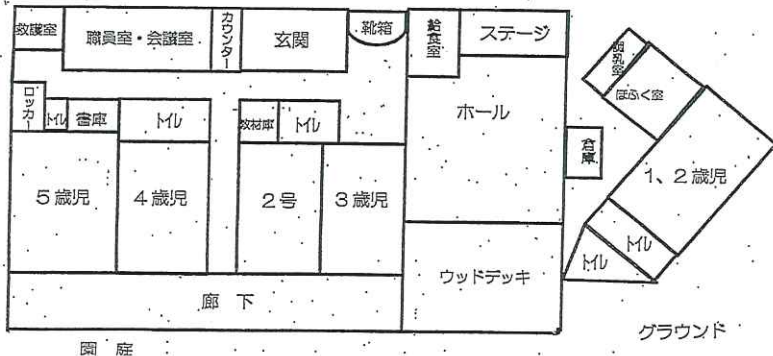 救護室
職員室・会議室
カウンター
玄関
靴箱
給食室
ステージ
調乳室
ほふく室
ロッカー
トイレ
書庫
トイレ
教材庫
トイレ
ホール
倉庫
1、2歳児
5歳児
4歳児
2号
3歳児
トイレ
トイレ
ウッドデッキ
廊下
グラウンド
園庭